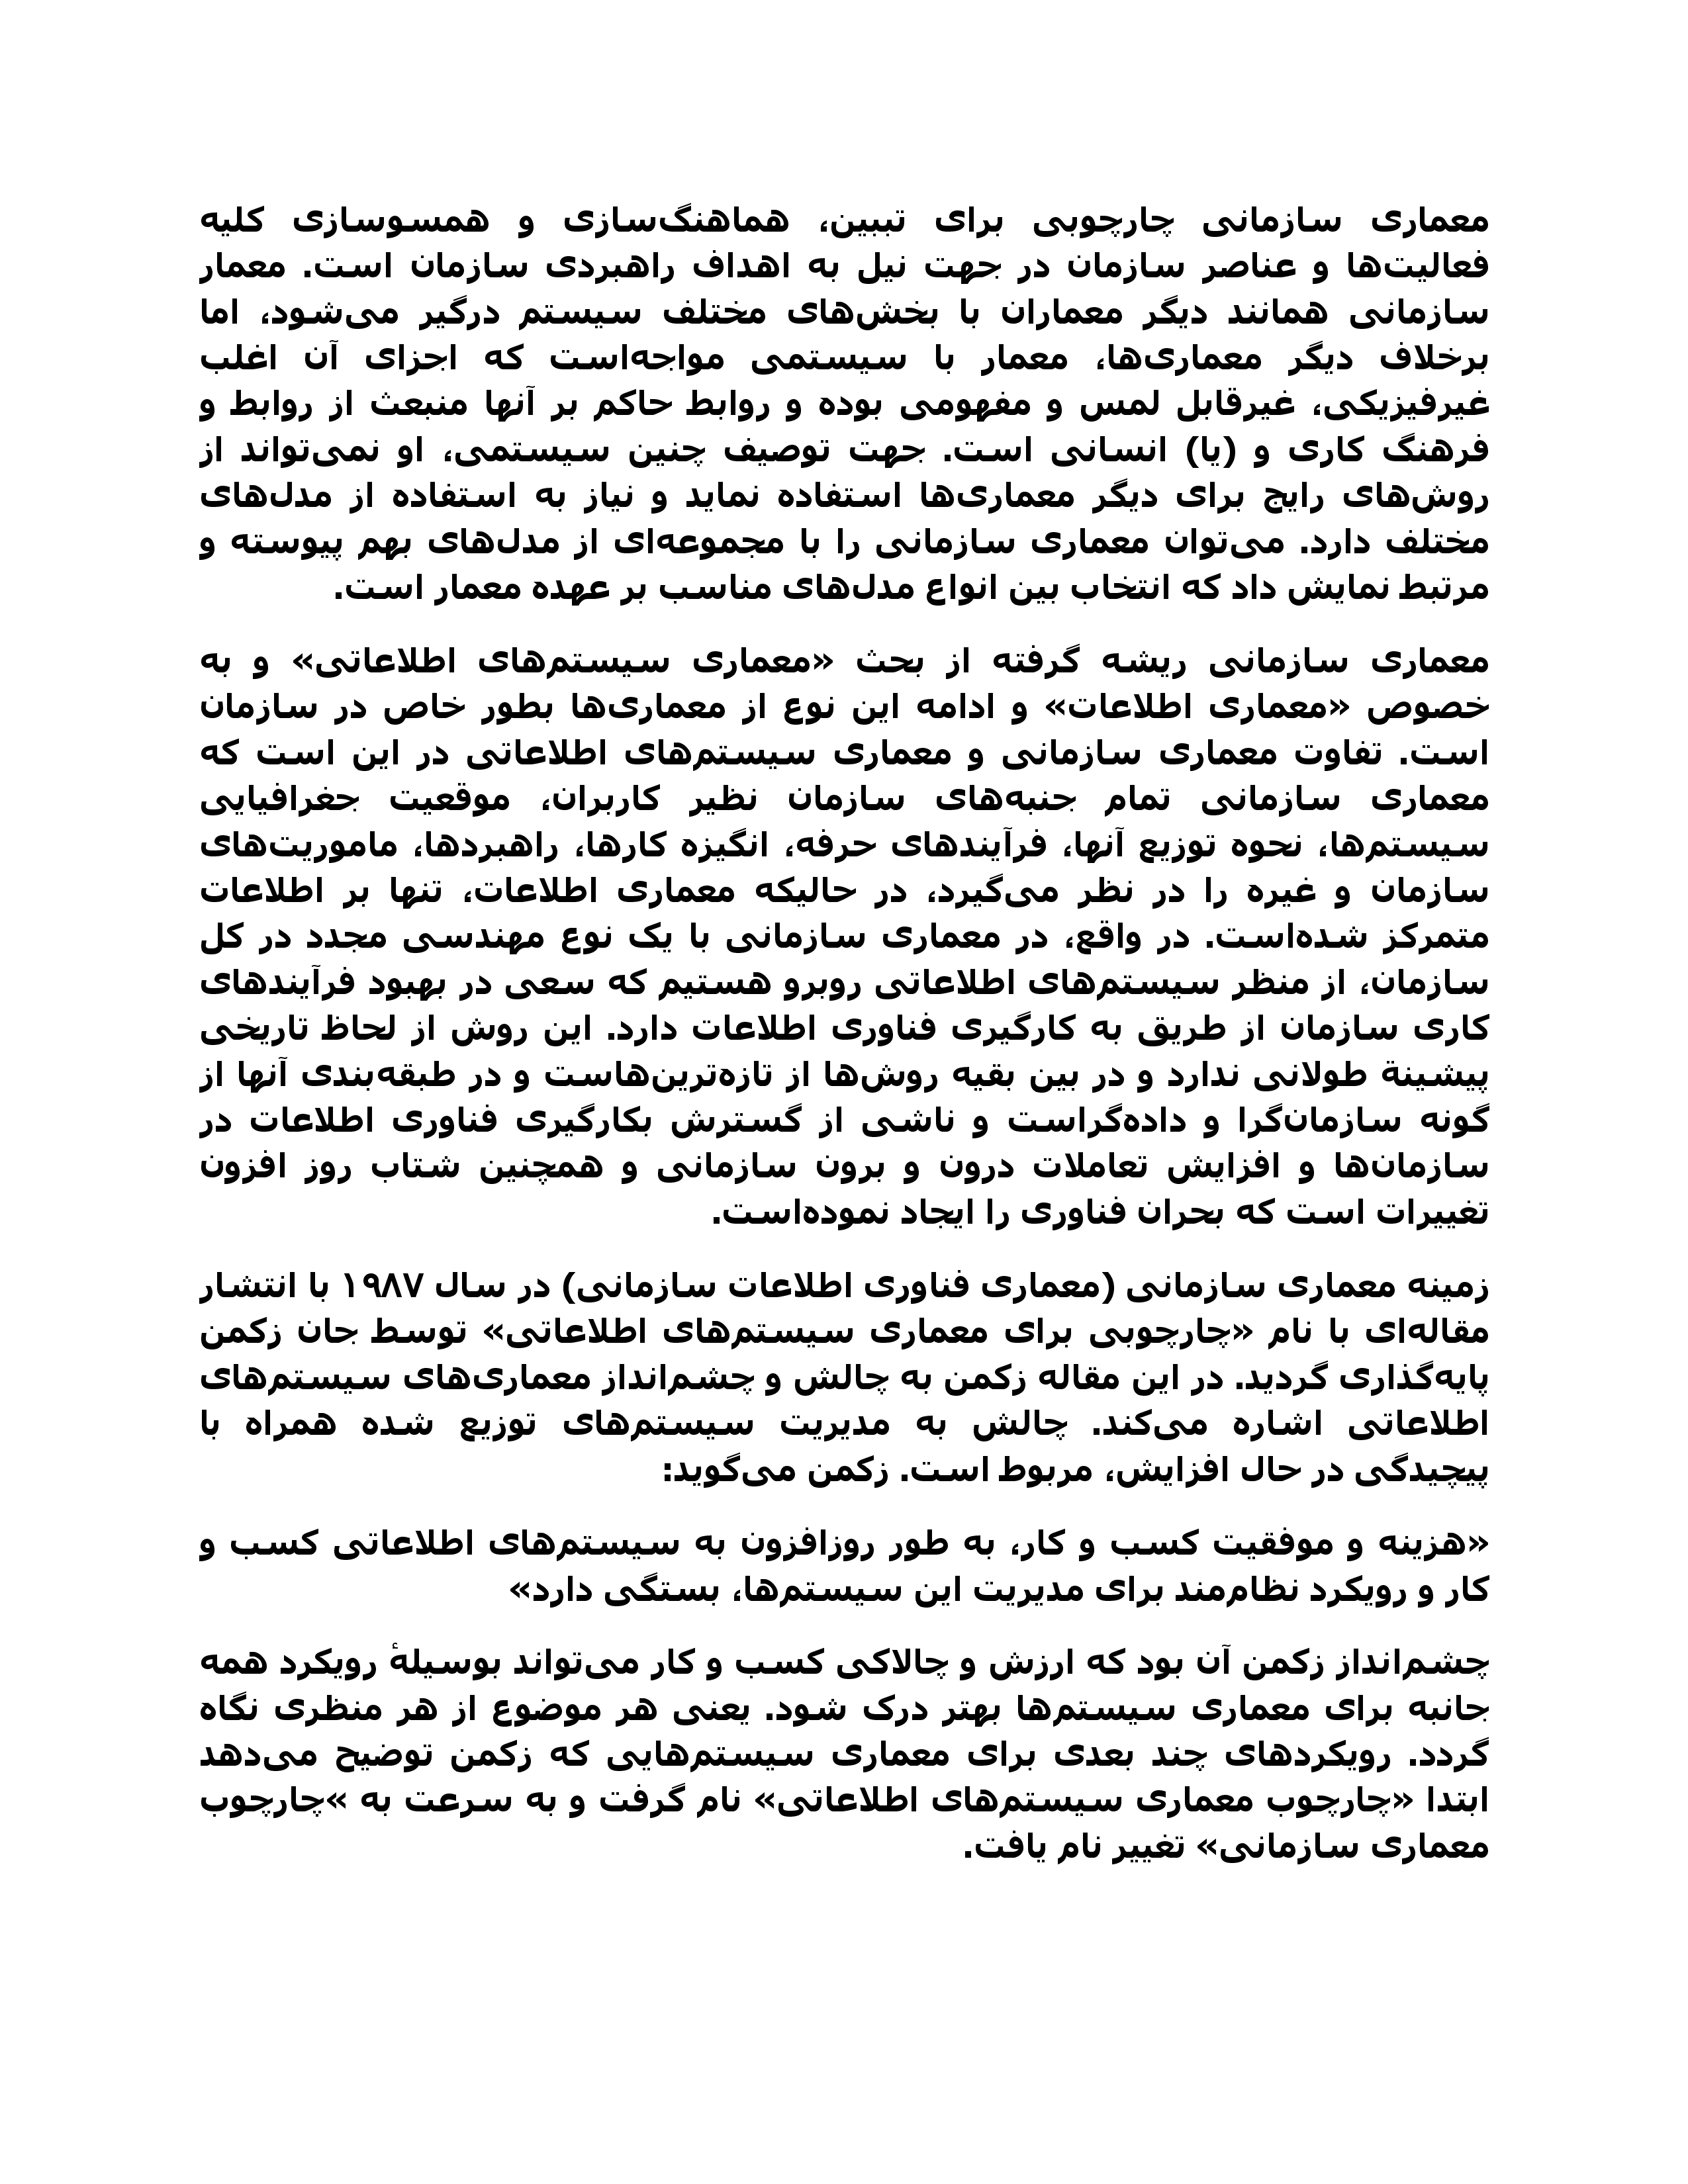 معماری سازمانی چارچوبی برای تببین، هماهنگ‌سازی و همسوسازی کلیه
فعالیت‌ها و عناصر سازمان در جهت نیل به اهداف راهبردی سازمان است. معمار
سازمانی همانند دیگر معماران با بخش‌های مختلف سیستم درگیر می‌شود، اما
برخلاف دیگر معماری‌ها، معمار با سیستمی مواجه‌است که اجزای آن اغلب
غیرفیزیکی، غیرقابل لمس و مفهومی بوده و روابط حاکم بر آنها منبعث از روابط و
فرهنگ کاری و (یا) انسانی است. جهت توصیف چنین سیستمی، او نمی‌تواند از
روش‌های رایج برای دیگر معماری‌ها استفاده نماید و نیاز به استفاده از مدل‌های
مختلف دارد. می‌توان معماری سازمانی را با مجموعه‌ای از مدل‌های بهم پیوسته و
مرتبط نمایش داد که انتخاب بین انواع مدل‌های مناسب بر عهده معمار است.
معماری سازمانی ریشه گرفته از بحث «معماری سیستم‌های اطلاعاتی» و به
خصوص «معماری اطلاعات» و ادامه این نوع از معماری‌ها بطور خاص در سازمان
است. تفاوت معماری سازمانی و معماری سیستم‌های اطلاعاتی در این است که
معماری سازمانی تمام جنبه‌های سازمان نظیر کاربران، موقعیت جغرافیایی
سیستم‌ها، نحوه توزیع آنها، فرآیندهای حرفه، انگیزه کارها، راهبردها، ماموریت‌های
سازمان و غیره را در نظر می‌گیرد، در حالیکه معماری اطلاعات، تنها بر اطلاعات
متمرکز شده‌است. در واقع، در معماری سازمانی با یک نوع مهندسی مجدد در کل
سازمان، از منظر سیستم‌های اطلاعاتی روبرو هستیم که سعی در بهبود فرآیندهای
کاری سازمان از طریق به کارگیری فناوری اطلاعات دارد. این روش از لحاظ تاریخی
پیشینة طولانی ندارد و در بین بقیه روش‌ها از تازه‌ترین‌هاست و در طبقه‌بندی آنها از
گونه سازمان‌گرا و داده‌گراست و ناشی از گسترش بکارگیری فناوری اطلاعات در
سازمان‌ها و افزایش تعاملات درون و برون سازمانی و همچنین شتاب روز افزون
تغییرات است که بحران فناوری را ایجاد نموده‌است.
زمینه معماری سازمانی (معماری فناوری اطلاعات سازمانی) در سال ۱۹۸۷ با انتشار
مقاله‌ای با نام «چارچوبی برای معماری سیستم‌های اطلاعاتی» توسط جان زکمن
پایه‌گذاری گردید. در این مقاله زکمن به چالش و چشم‌انداز معماری‌های سیستم‌های
اطلاعاتی اشاره می‌کند. چالش به مدیریت سیستم‌های توزیع شده همراه با
پیچیدگی در حال افزایش، مربوط است. زکمن می‌گوید:
«هزینه و موفقیت کسب و کار، به طور روزافزون به سیستم‌های اطلاعاتی کسب و
کار و رویکرد نظام‌مند برای مدیریت این سیستم‌ها، بستگی دارد»
چشم‌انداز زکمن آن بود که ارزش و چالاکی کسب و کار می‌تواند بوسیلهٔ رویکرد همه
جانبه برای معماری سیستم‌ها بهتر درک شود. یعنی هر موضوع از هر منظری نگاه
گردد. رویکردهای چند بعدی برای معماری سیستم‌هایی که زکمن توضیح می‌دهد
ابتدا «چارچوب معماری سیستم‌های اطلاعاتی» نام گرفت و به سرعت به »چارچوب
معماری سازمانی» تغییر نام یافت.